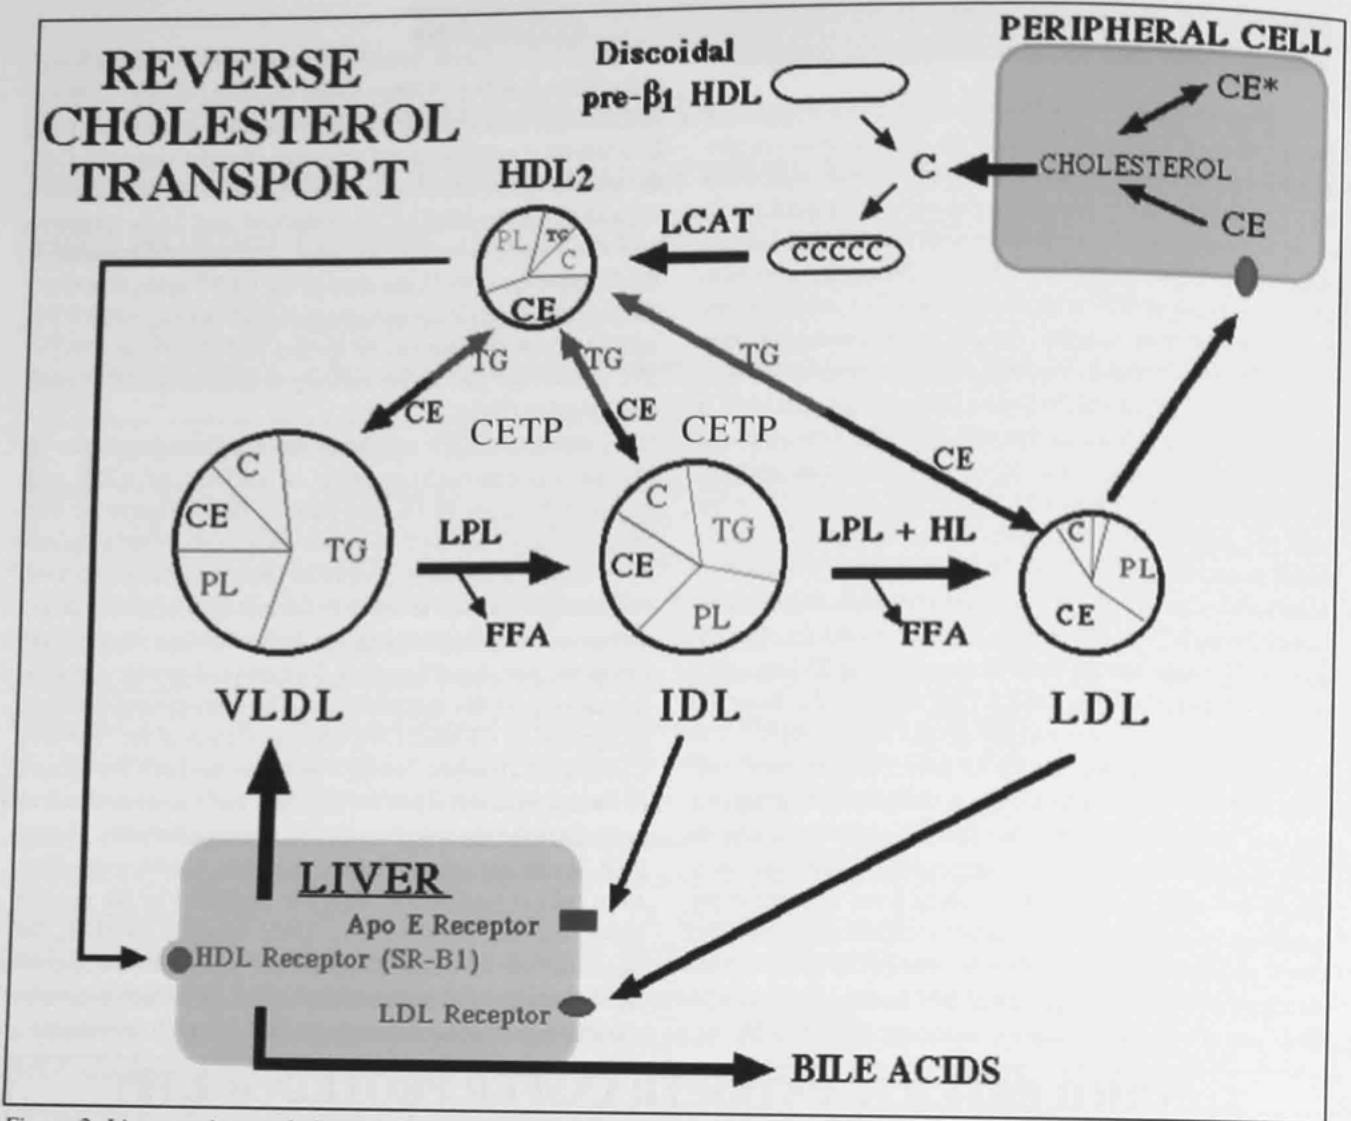 REVERSE
CHOLESTEROL
TRANSPORT
Discoidal
pre-β1 HDL
PERIPHERAL CELL
CE*
CHOLESTEROL
CE
C
HDL2
LCAT
CCCCC
PL
TG
C
CE
TG
TG
TG
CE
CE
CE
CETP
CETP
C
CE
TG
PL
LPL
FFA
C
TG
CE
PL
LPL + HL
FFA
C
PL
CE
VLDL
IDL
LDL
LIVER
Apo E Receptor
HDL Receptor (SR-B1)
LDL Receptor
BILE ACIDS